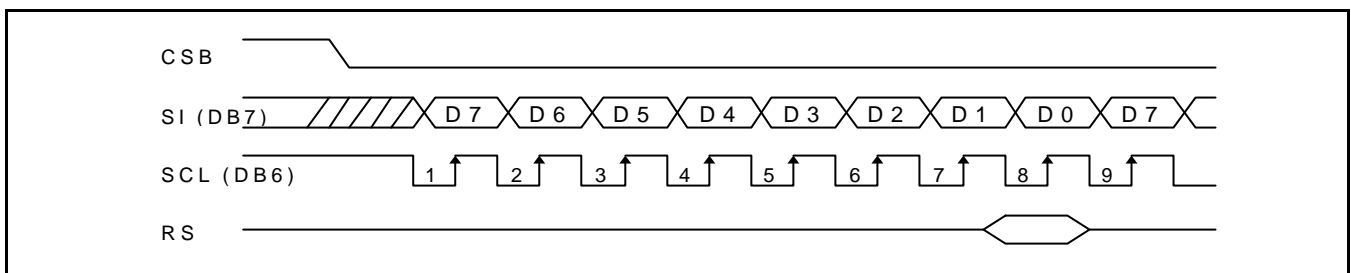 CSB
SI (DB7) D7 D6 D5 D4 D3 D2 D1 D0 D7
SCL (DB6) 1 2 3 4 5 6 7 8 9
RS